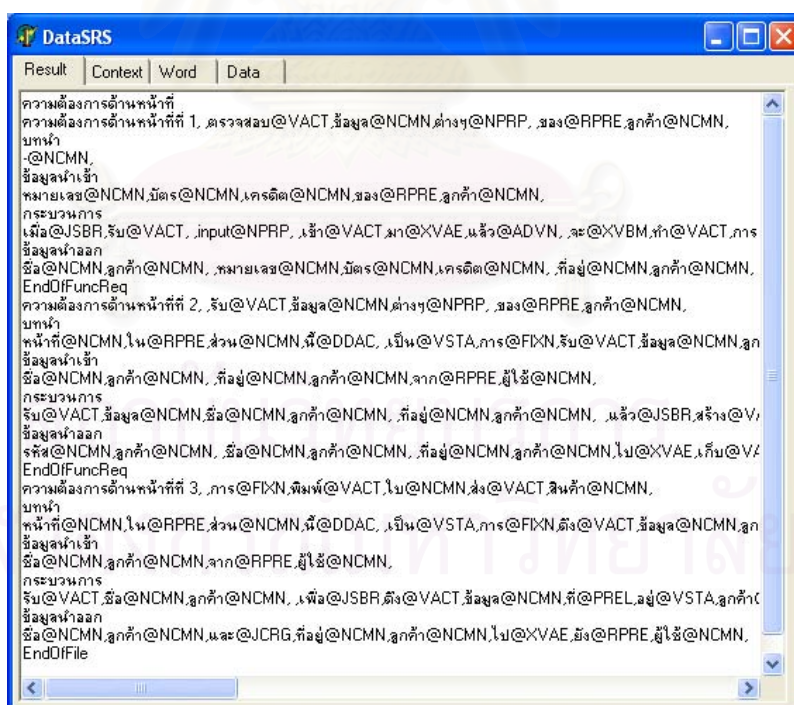 DataSRS
Result Context Word Data
ความต้องการด้านหน้าที่
ความต้องการด้านหน้าที่ที่ 1, ,ตรวจสอบ@VACT,ข้อมูล@NCMN,ต่างๆ@NPRP, ,ของ@RPRE,ลูกค้า@NCMN,
บทนำ
-@NCMN,
ข้อมูลนำเข้า
หมายเลข@NCMN,บัตร@NCMN,เครดิต@NCMN,ของ@RPRE,ลูกค้า@NCMN,
กระบวนการ
เมื่อ@JSBR,รับ@VACT, ,input@NPRP, ,เข้า@VACT,มา@XVAE,แล้ว@ADVN, ,จะ@XVBM,ทำ@VACT,การ
ข้อมูลนำออก
ชื่อ@NCMN,ลูกค้า@NCMN, ,หมายเลข@NCMN,บัตร@NCMN,เครดิต@NCMN, ,ที่อยู่@NCMN,ลูกค้า@NCMN,
EndOfFuncReq
ความต้องการด้านหน้าที่ที่ 2, ,รับ@VACT,ข้อมูล@NCMN,ต่างๆ@NPRP, ,ของ@RPRE,ลูกค้า@NCMN,
บทนำ
หน้าที่@NCMN,ใน@RPRE,ส่วน@NCMN,นี้@DDAC, ,เป็น@VSTA,การ@FIXN,รับ@VACT,ข้อมูล@NCMN,ลูก
ข้อมูลนำเข้า
ชื่อ@NCMN,ลูกค้า@NCMN, ,ที่อยู่@NCMN,ลูกค้า@NCMN,จาก@RPRE,ผู้ใช้@NCMN,
กระบวนการ
รับ@VACT,ข้อมูล@NCMN,ชื่อ@NCMN,ลูกค้า@NCMN, ,ที่อยู่@NCMN,ลูกค้า@NCMN, ,แล้ว@JSBR,สร้าง@V
ข้อมูลนำออก
รหัส@NCMN,ลูกค้า@NCMN, ,ชื่อ@NCMN,ลูกค้า@NCMN, ,ที่อยู่@NCMN,ลูกค้า@NCMN,ไป@XVAE,เก็บ@VA
EndOfFuncReq
ความต้องการด้านหน้าที่ที่ 3, ,การ@FIXN,พิมพ์@VACT,ใบ@NCMN,ส่ง@VACT,สินค้า@NCMN,
บทนำ
หน้าที่@NCMN,ใน@RPRE,ส่วน@NCMN,นี้@DDAC, ,เป็น@VSTA,การ@FIXN,ดึง@VACT,ข้อมูล@NCMN,ลูก
ข้อมูลนำเข้า
ชื่อ@NCMN,ลูกค้า@NCMN,จาก@RPRE,ผู้ใช้@NCMN,
กระบวนการ
รับ@VACT,ชื่อ@NCMN,ลูกค้า@NCMN, ,เพื่อ@JSBR,ดึง@VACT,ข้อมูล@NCMN,ที่@PREL,อยู่@VSTA,ลูกค้า
ข้อมูลนำออก
ชื่อ@NCMN,ลูกค้า@NCMN,และ@JCRG,ที่อยู่@NCMN,ลูกค้า@NCMN,ไป@XVAE,ยัง@RPRE,ผู้ใช้@NCMN,
EndOfFile